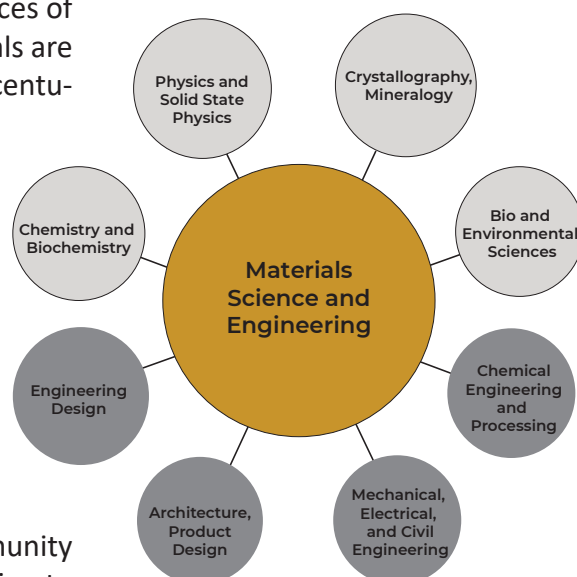 ces of
als are
centu-
Physics and
Solid State
Physics
Crystallography,
Mineralogy
Chemistry and
Biochemistry
Bio and
Environmental
Sciences
Materials
Science and
Engineering
Engineering
Design
Chemical
Engineering
and
Processing
Architecture,
Product
Design
Mechanical,
Electrical,
and Civil
Engineering
unity